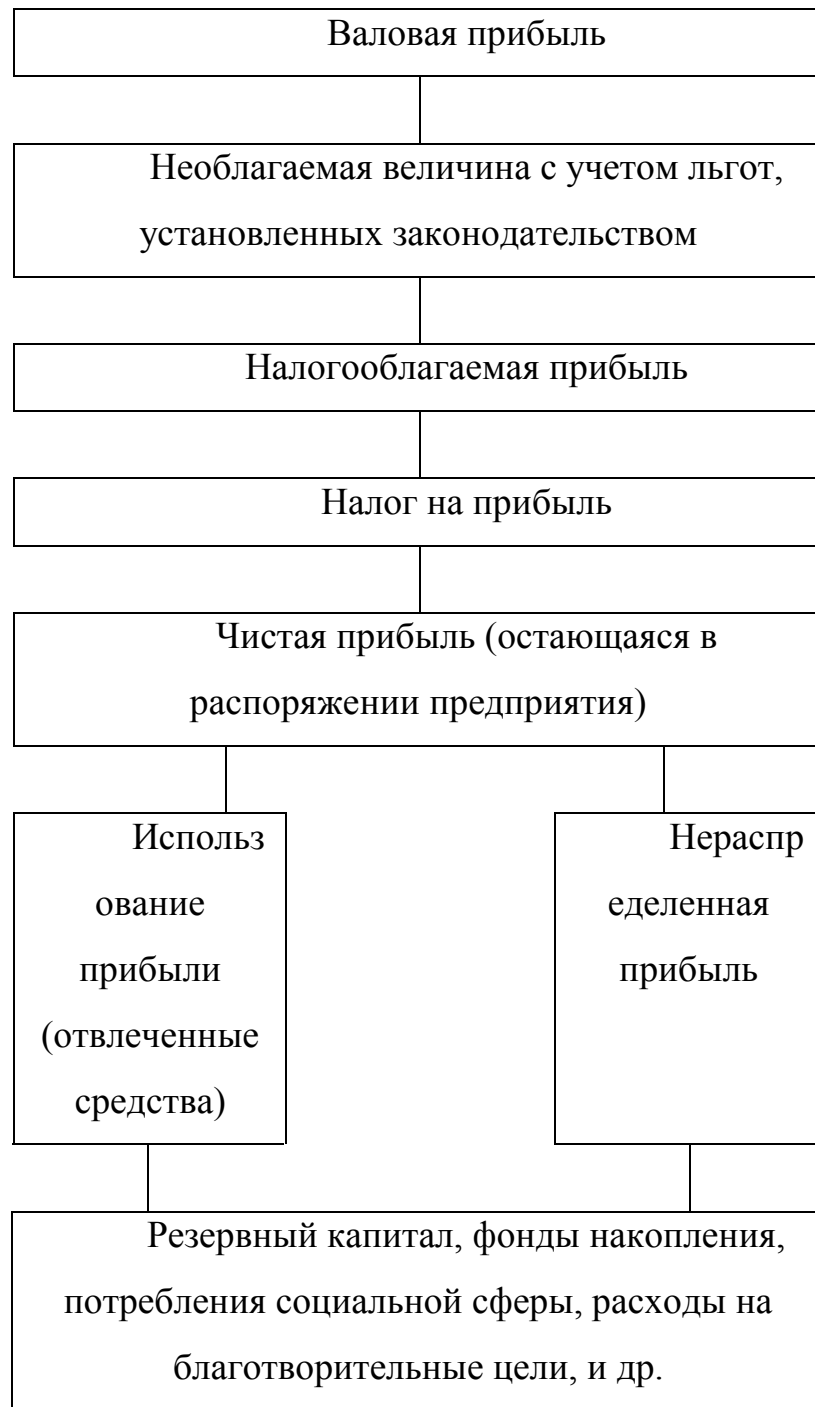 Валовая прибыль
Необлагаемая величина с учетом льгот,
установленных законодательством
Налогооблагаемая прибыль
Налог на прибыль
Чистая прибыль (остающаяся в
распоряжении предприятия)
Использ
ование
прибыли
(отвлеченные
средства)
Нераспр
еделенная
прибыль
Резервный капитал, фонды накопления,
потребления социальной сферы, расходы на
благотворительные цели, и др.